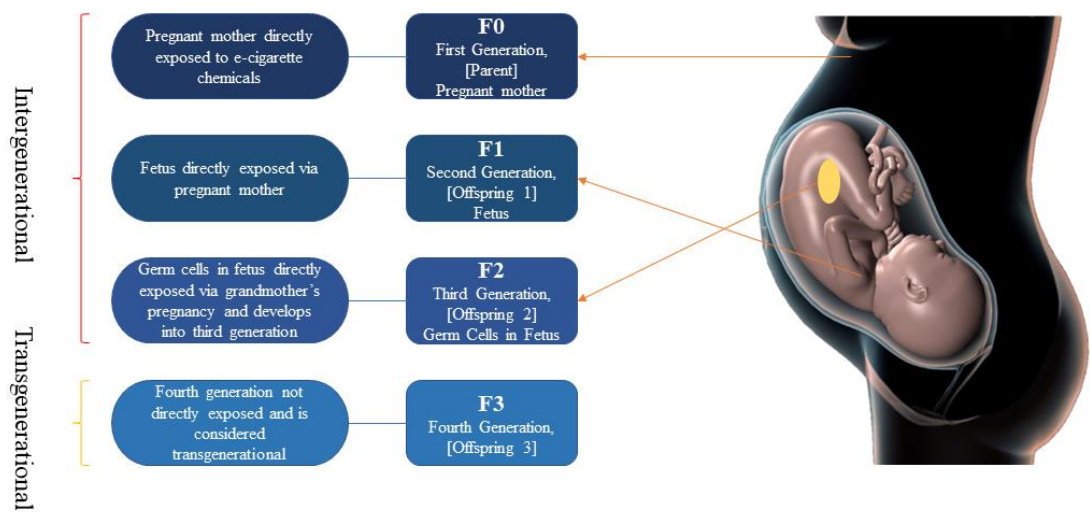 Intergenerational
Transgenerational
Pregnant mother directly
exposed to e-cigarette
chemicals
F0
First Generation,
[Parent]
Pregnant mother
Fetus directly exposed via
pregnant mother
F1
Second Generation,
[Offspring 1]
Fetus
Germ cells in fetus directly
exposed via grandmother’s
pregnancy and develops
into third generation
F2
Third Generation,
[Offspring 2]
Germ Cells in Fetus
Fourth generation not
directly exposed and is
considered
transgenerational
F3
Fourth Generation,
[Offspring 3]